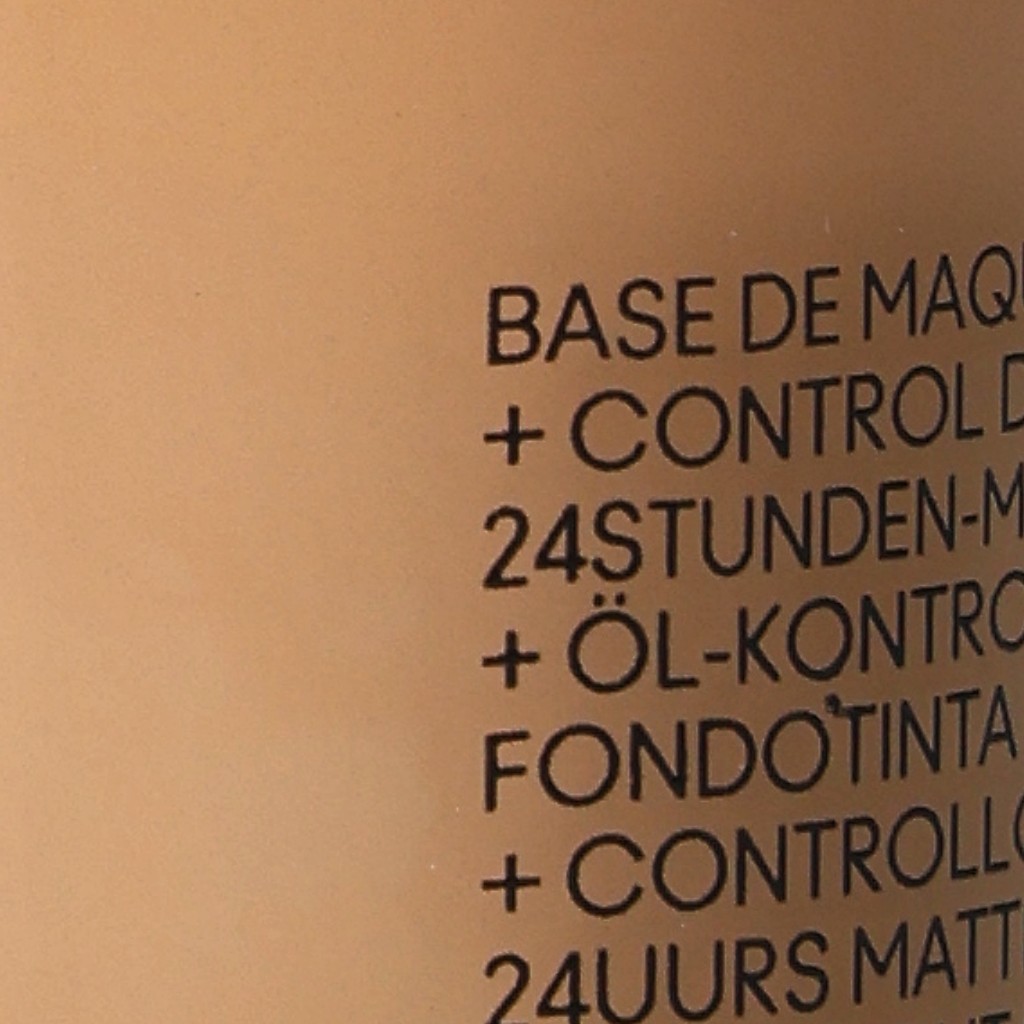 BASE DE MAQ
+ CONTROL D
24STUNDEN-M
+ ÖL-KONTRO
FONDOTINTA
+ CONTROLLO
24UURS MATT